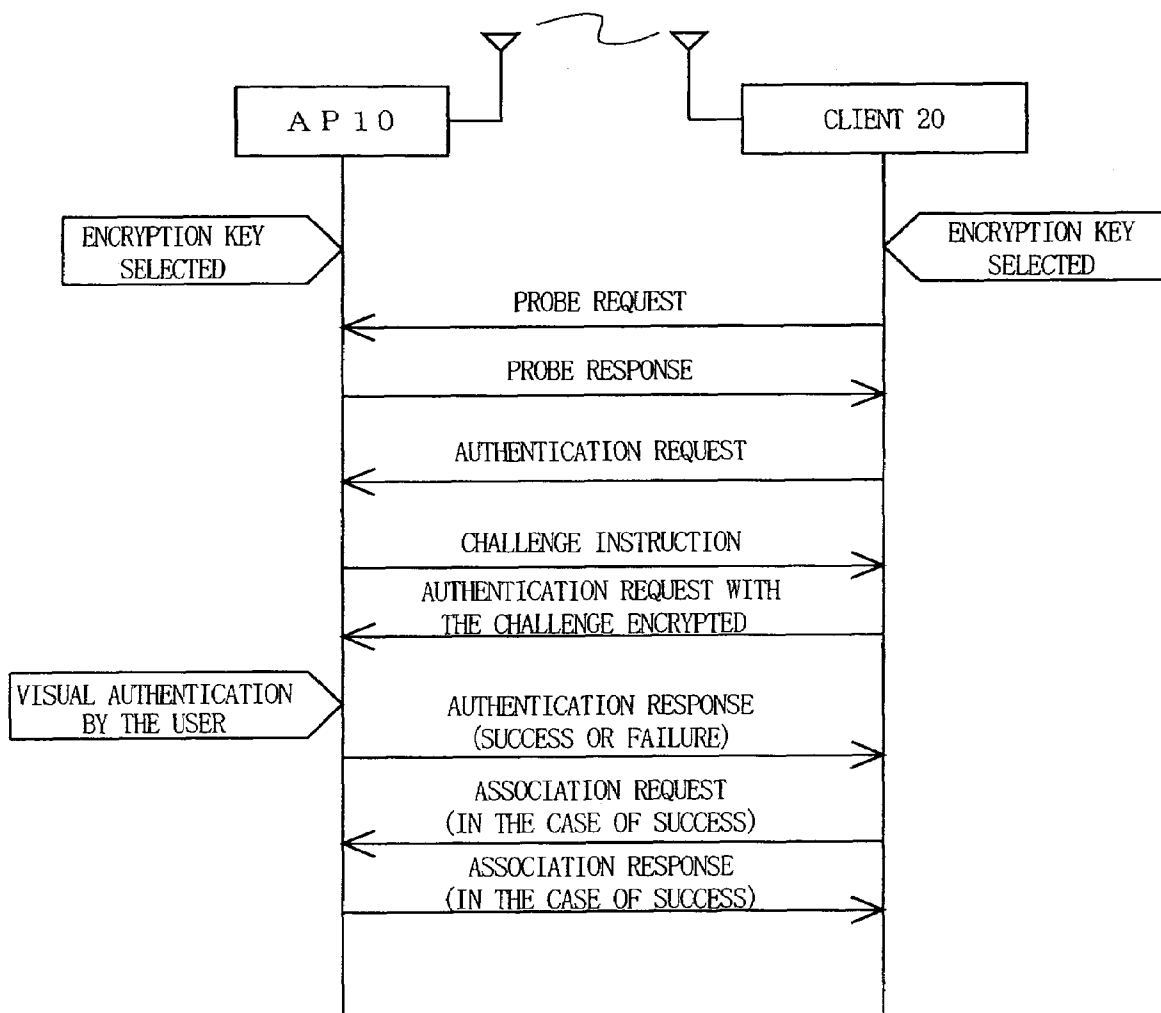 AP10
CLIENT 20
ENCRYPTION KEY
SELECTED
ENCRYPTION KEY
SELECTED
PROBE REQUEST
PROBE RESPONSE
AUTHENTICATION REQUEST
CHALLENGE INSTRUCTION
AUTHENTICATION REQUEST WITH
THE CHALLENGE ENCRYPTED
VISUAL AUTHENTICATION
BY THE USER
AUTHENTICATION RESPONSE
(SUCCESS OR FAILURE)
ASSOCIATION REQUEST
(IN THE CASE OF SUCCESS)
ASSOCIATION RESPONSE
(IN THE CASE OF SUCCESS)